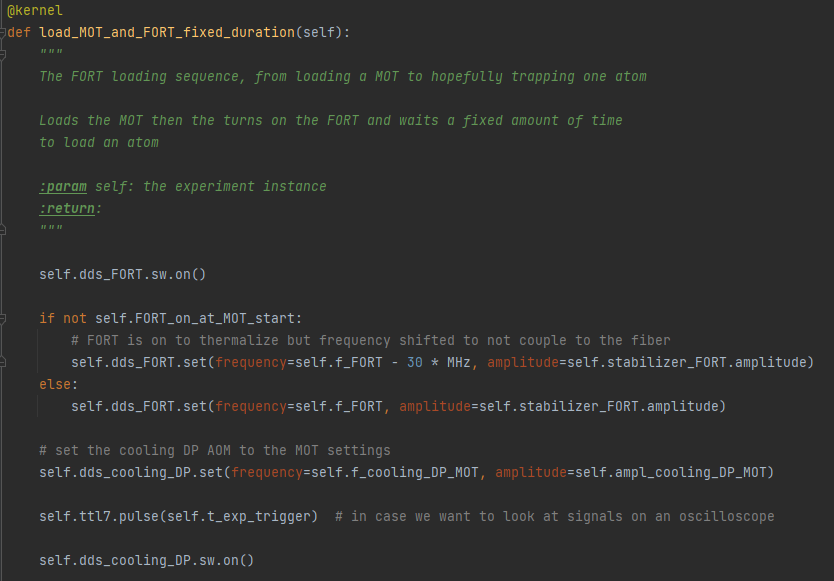 @kernel
def load_MOT_and_FORT_fixed_duration(self):
    """
    The FORT loading sequence, from loading a MOT to hopefully trapping one atom

    Loads the MOT then the turns on the FORT and waits a fixed amount of time
    to load an atom

    :param self: the experiment instance
    :return:
    """

    self.dds_FORT.sw.on()

    if not self.FORT_on_at_MOT_start:
        # FORT is on to thermalize but frequency shifted to not couple to the fiber
        self.dds_FORT.set(frequency=self.f_FORT - 30 * MHz, amplitude=self.stabilizer_FORT.amplitude)
    else:
        self.dds_FORT.set(frequency=self.f_FORT, amplitude=self.stabilizer_FORT.amplitude)

    # set the cooling DP AOM to the MOT settings
    self.dds_cooling_DP.set(frequency=self.f_cooling_DP_MOT, amplitude=self.ampl_cooling_DP_MOT)

    self.ttl7.pulse(self.t_exp_trigger)  # in case we want to look at signals on an oscilloscope

    self.dds_cooling_DP.sw.on()